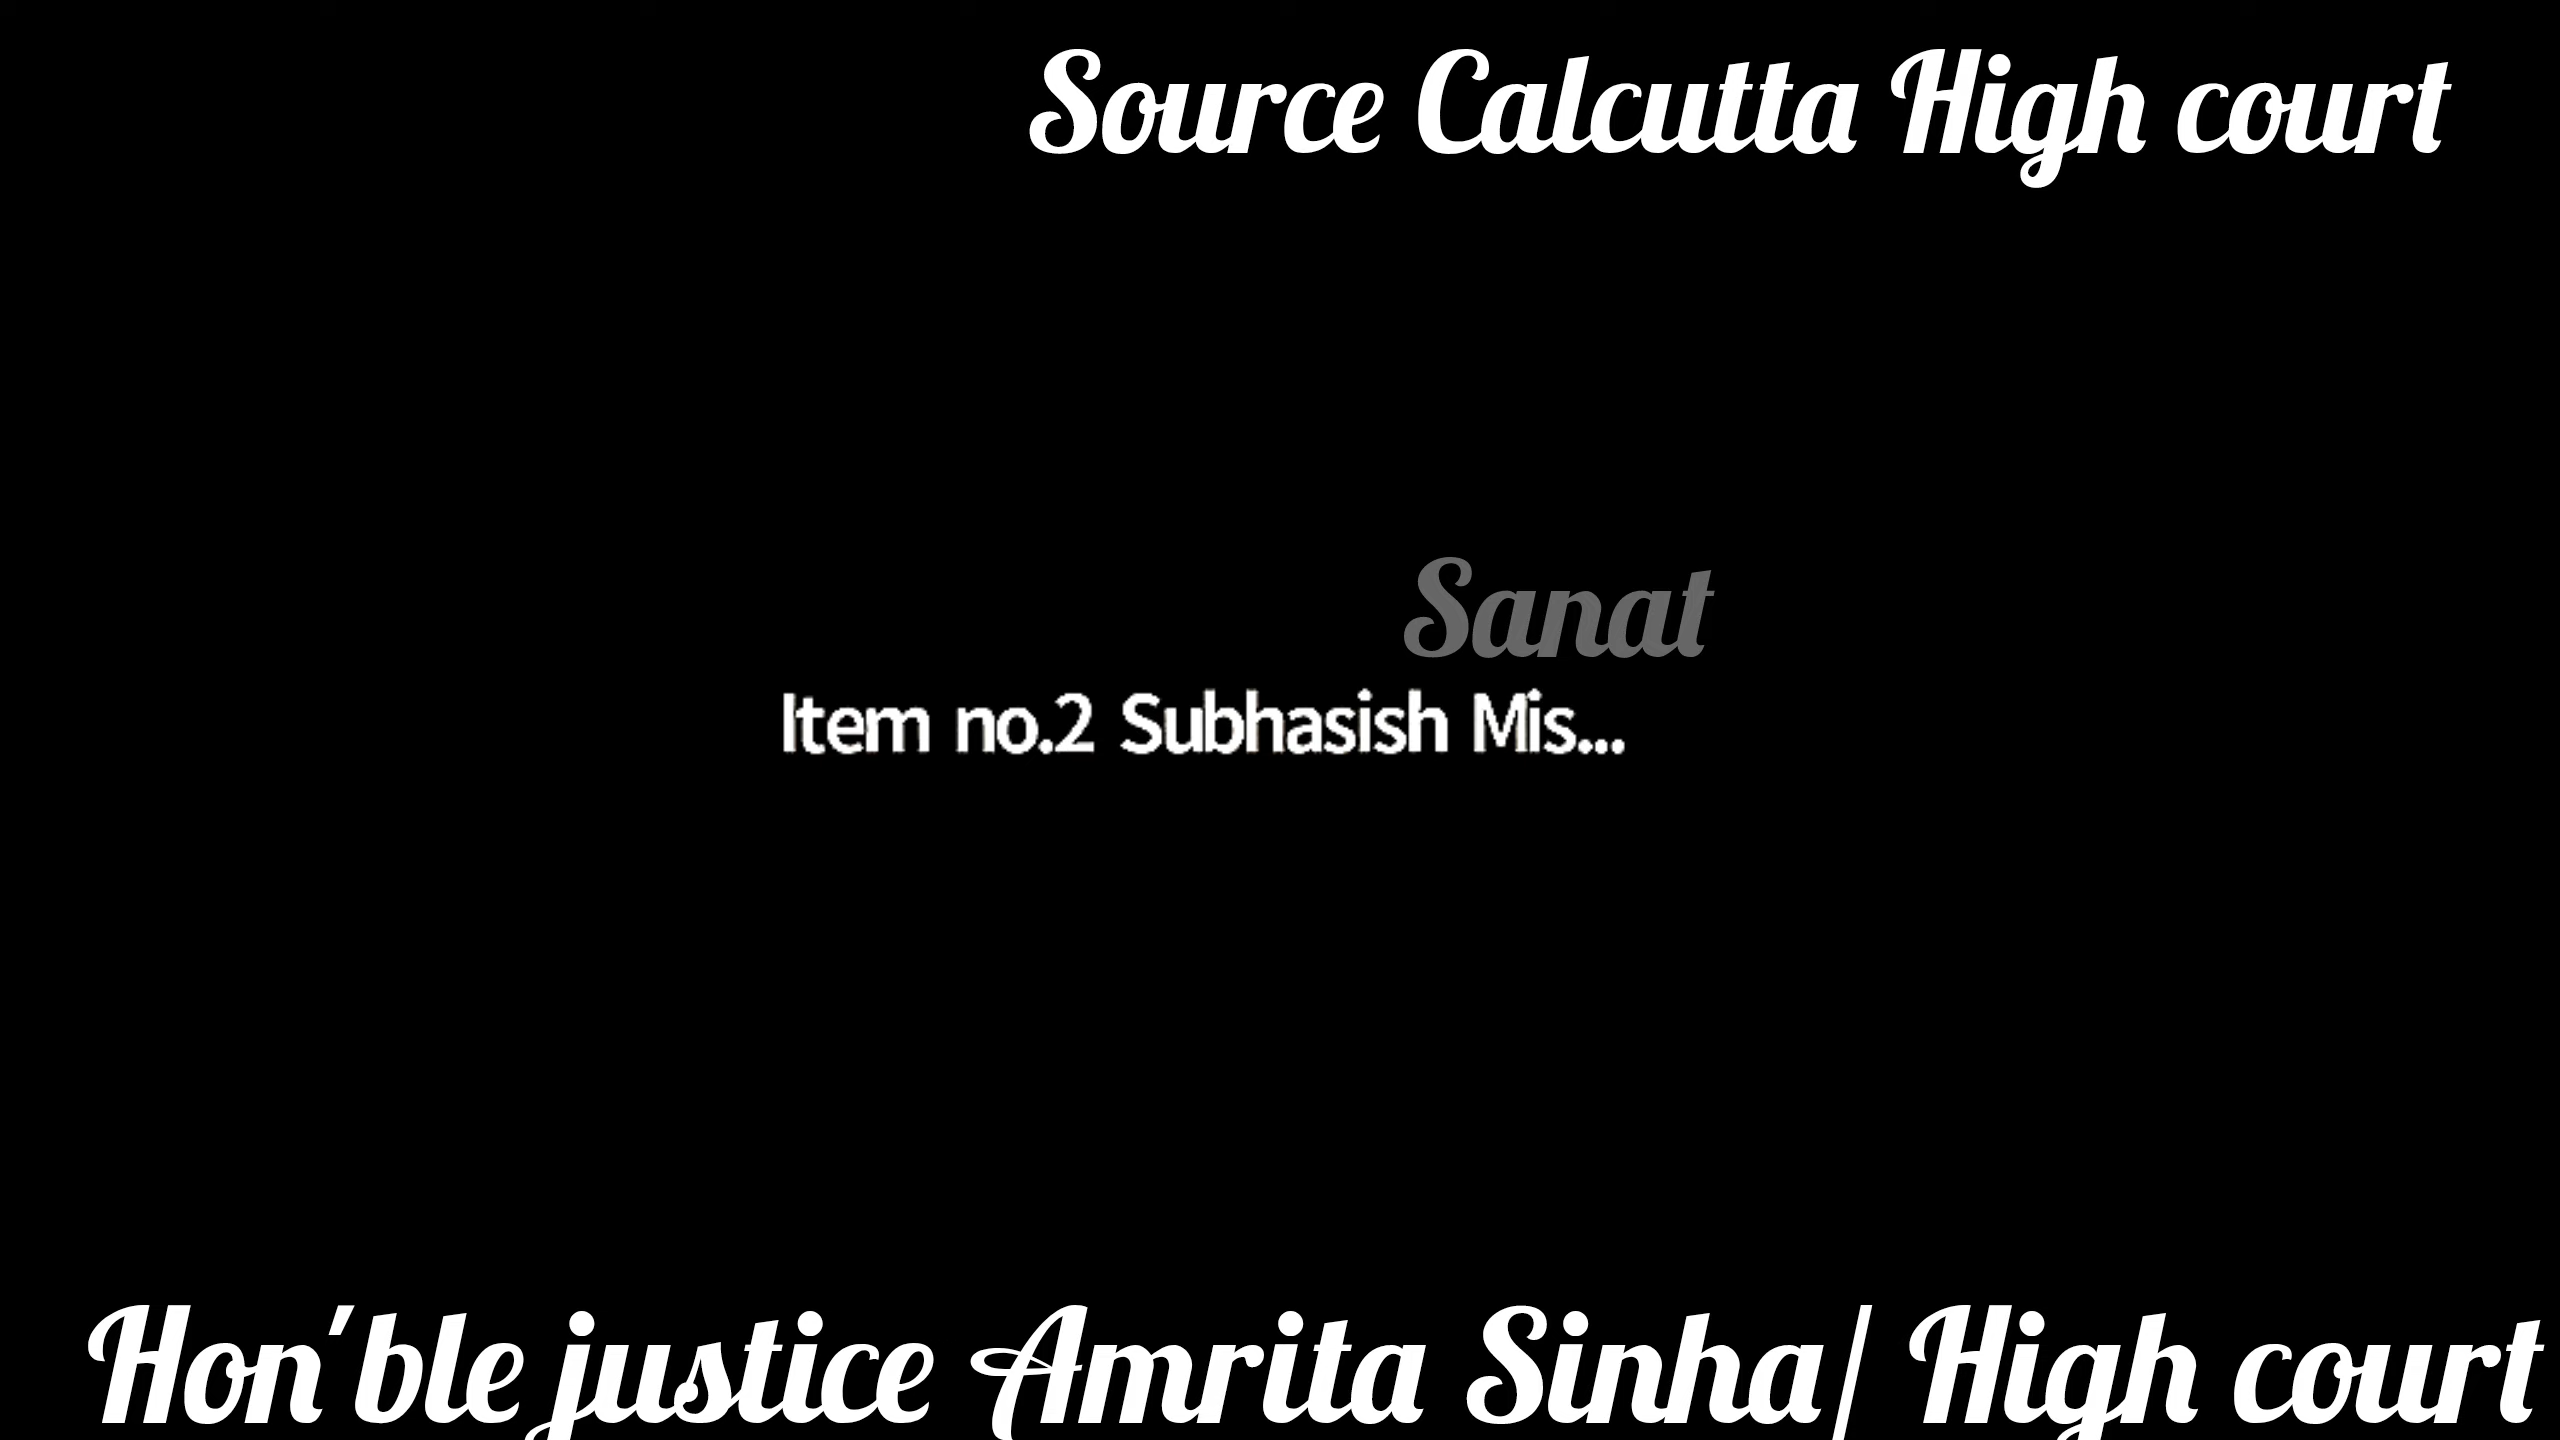 Source Calcutta High court
Sanat
Item no.2 Subhasish Mis...
Hon'ble justice Amrita Sinha/ High court